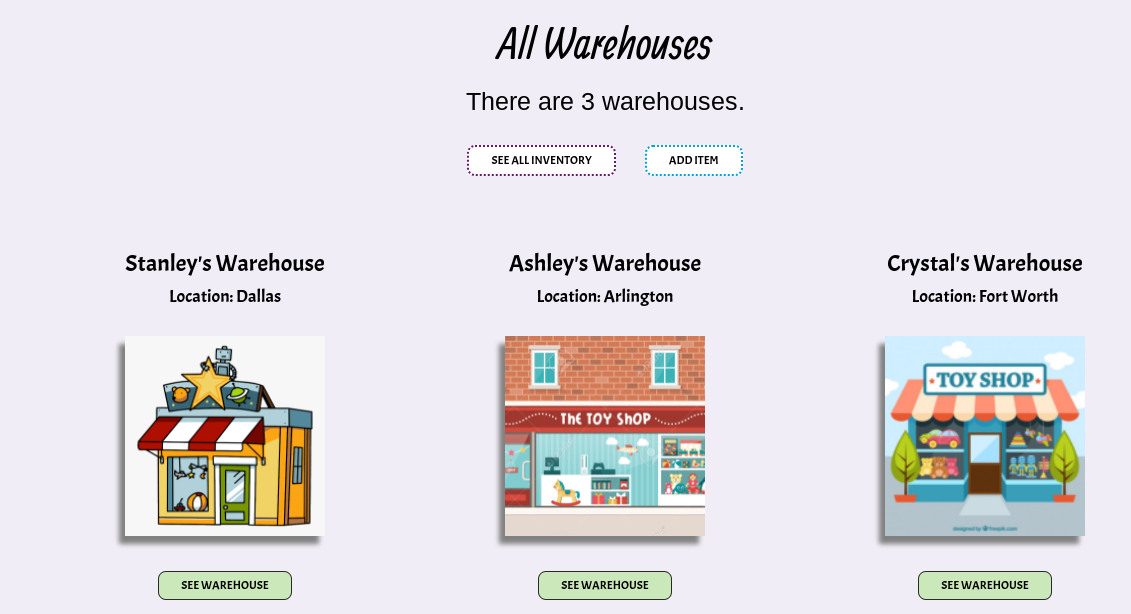 All Warehouses
There are 3 warehouses.
SEE ALL INVENTORY
ADD ITEM
Stanley's Warehouse
Location: Dallas
Ashley's Warehouse
Location: Arlington
Crystal's Warehouse
Location: Fort Worth
THE TOY SHOP
TOY SHOP
designed by freepik.com
SEE WAREHOUSE
SEE WAREHOUSE
SEE WAREHOUSE